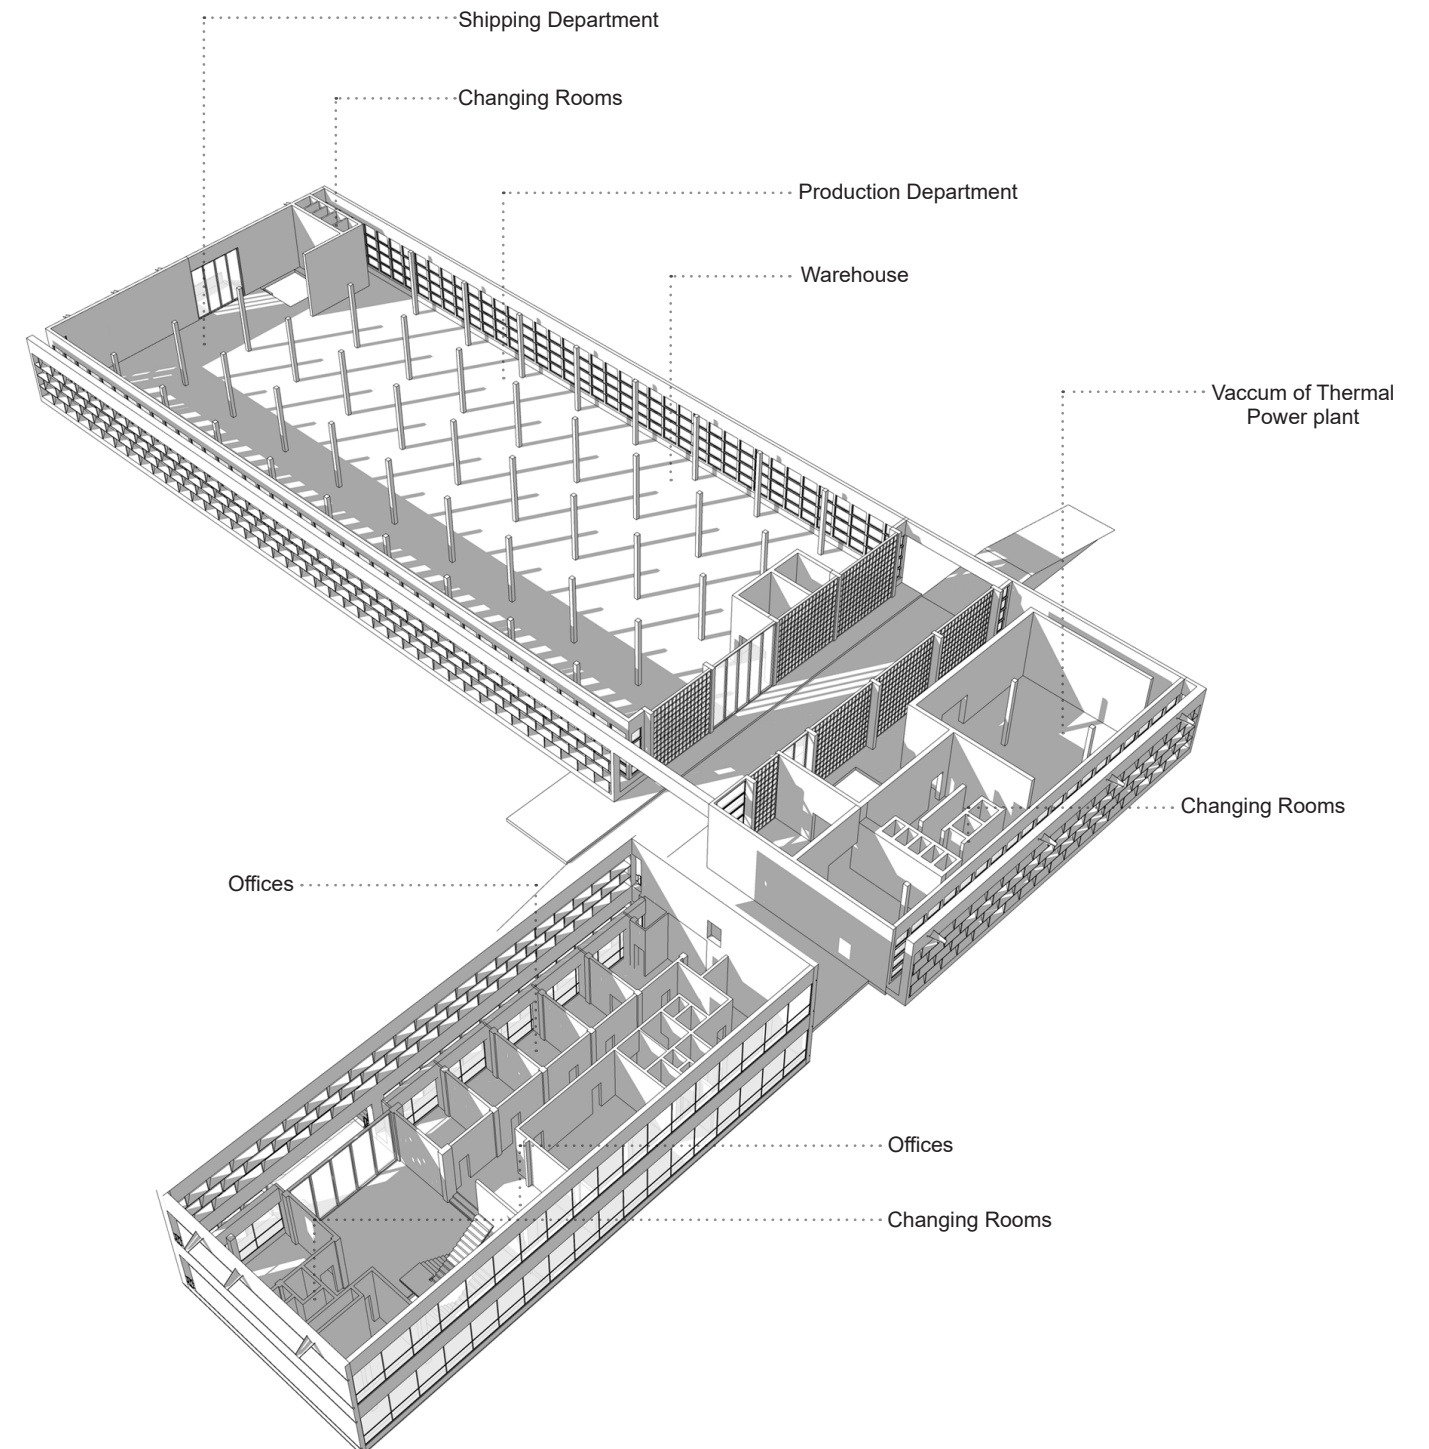 Shipping Department
Changing Rooms
Production Department
Warehouse
Vaccum of Thermal
Power plant
Changing Rooms
Offices
Offices
Changing Rooms